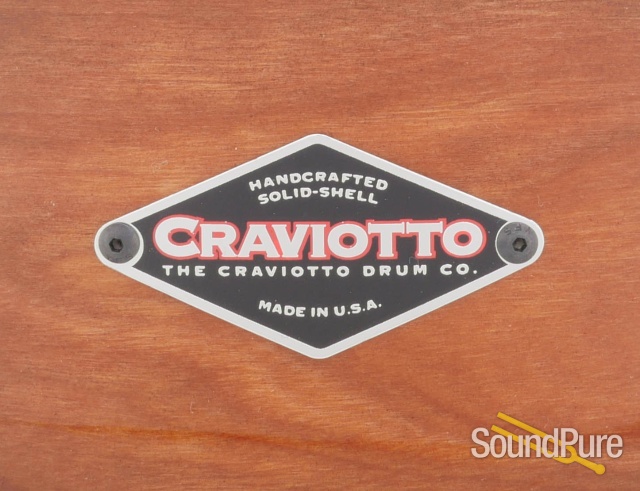 HANDCRAFTED
SOLID-SHELL
CRAVIOTTO
THE CRAVIOTTO DRUM CO.
MADE IN U.S.A.
SoundPure